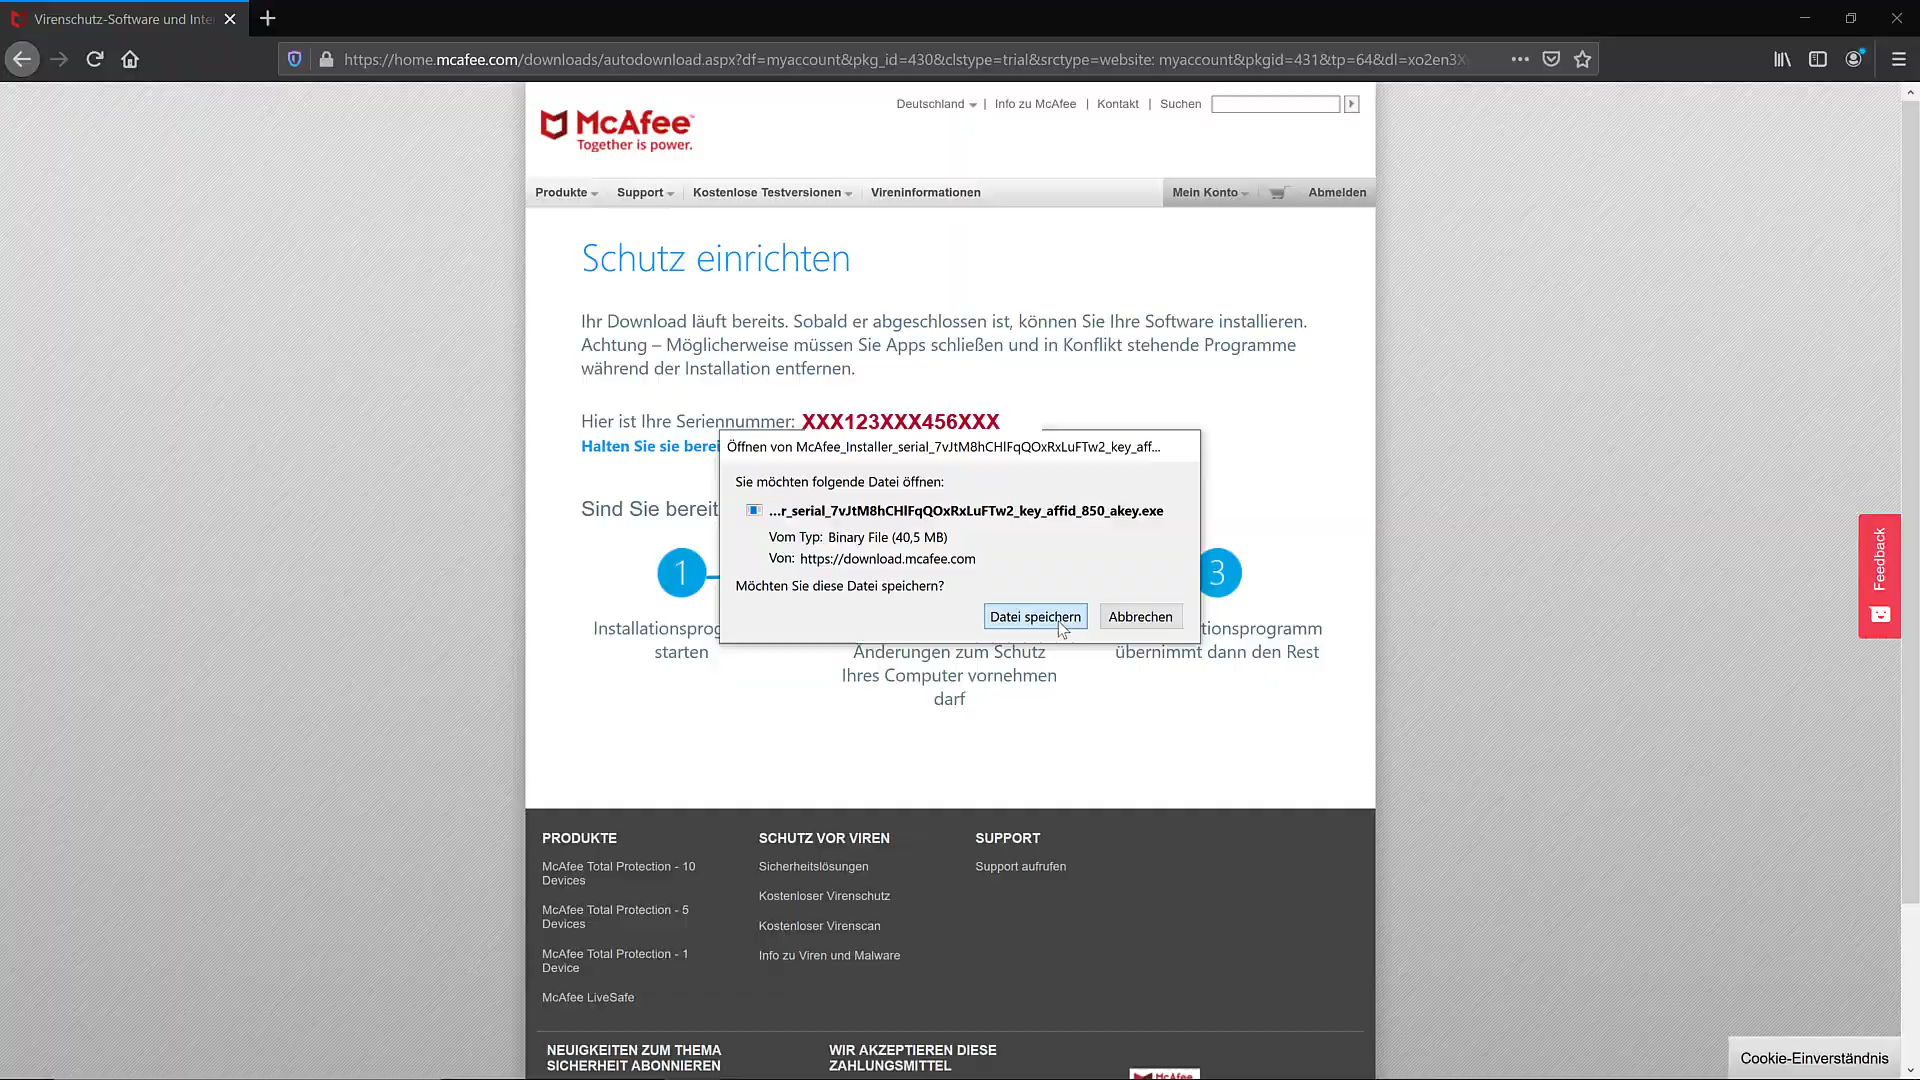 Virenschutz-Software und Inte
https://home.mcafee.com/downloads/autodownload.aspx?df=myaccount&pkg_id=430&clstype=trial&srctype=website: myaccount&pkgid=431&tp=64&dl=xo2en3X
McAfee™
Together is power.
Deutschland | Info zu McAfee | Kontakt | Suchen
Produkte Support Kostenlose Testversionen Vireninformationen Mein Konto Abmelden
Schutz einrichten
Ihr Download läuft bereits. Sobald er abgeschlossen ist, können Sie Ihre Software installieren.
Achtung – Möglicherweise müssen Sie Apps schließen und in Konflikt stehende Programme
während der Installation entfernen.
Hier ist Ihre Seriennummer: XXX123XXX456XXX
Halten Sie sie berei
Sind Sie bereit
Öffnen von McAfee_Installer_serial_7vJtM8hCHlFqQOxRxLuFTw2_key_aff...
Sie möchten folgende Datei öffnen:
...r_serial_7vJtM8hCHlFqQOxRxLuFTw2_key_affid_850_akey.exe
Vom Typ: Binary File (40,5 MB)
Von: https://download.mcafee.com
Möchten Sie diese Datei speichern?
Datei speichern Abbrechen
1
Installationsprog
starten
Änderungen zum Schutz
Ihres Computer vornehmen
darf
3
tionsprogramm
übernimmt dann den Rest
Feedback
PRODUKTE
McAfee Total Protection - 10
Devices
McAfee Total Protection - 5
Devices
McAfee Total Protection - 1
Device
McAfee LiveSafe
SCHUTZ VOR VIREN
Sicherheitslösungen
Kostenloser Virenschutz
Kostenloser Virenscan
Info zu Viren und Malware
SUPPORT
Support aufrufen
NEUIGKEITEN ZUM THEMA
SICHERHEIT ABONNIEREN
WIR AKZEPTIEREN DIESE
ZAHLUNGSMITTEL
McAfee
Cookie-Einverständnis